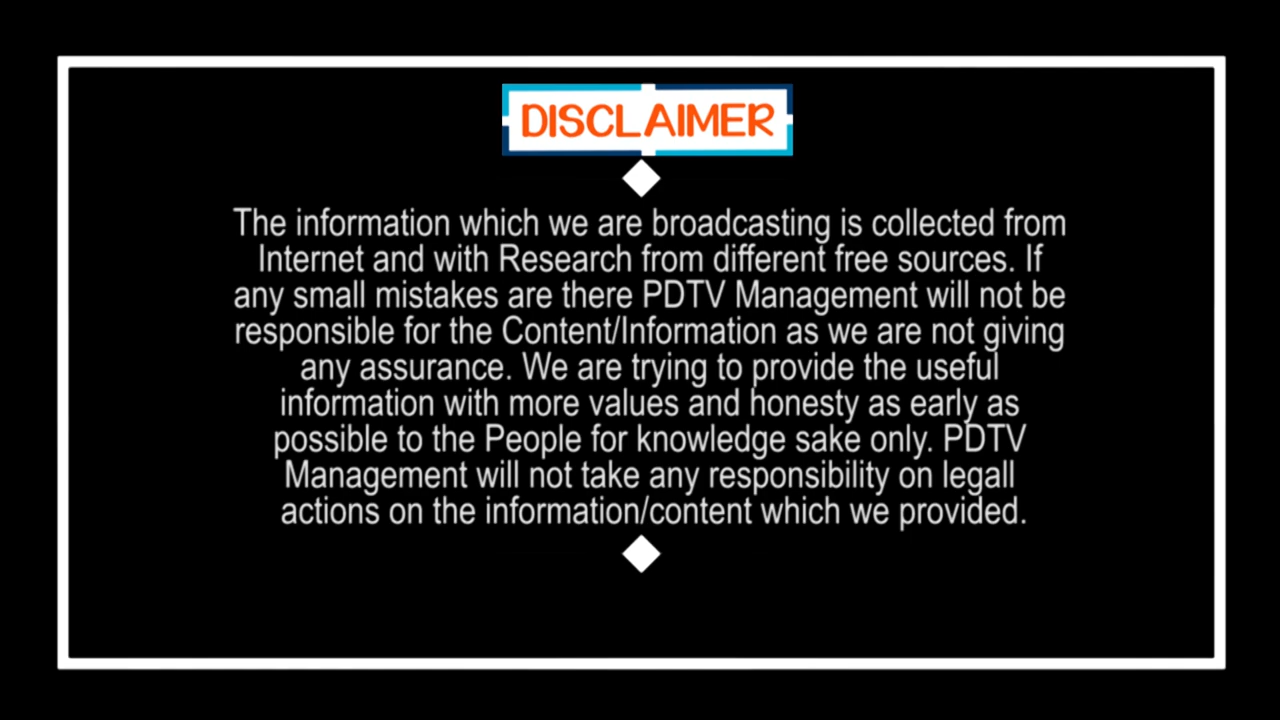 DISCLAIMER
The information which we are broadcasting is collected from
Internet and with Research from different free sources. If
any small mistakes are there PDTV Management will not be
responsible for the Content/Information as we are not giving
any assurance. We are trying to provide the useful
information with more values and honesty as early as
possible to the People for knowledge sake only. PDTV
Management will not take any responsibility on legall
actions on the information/content which we provided.